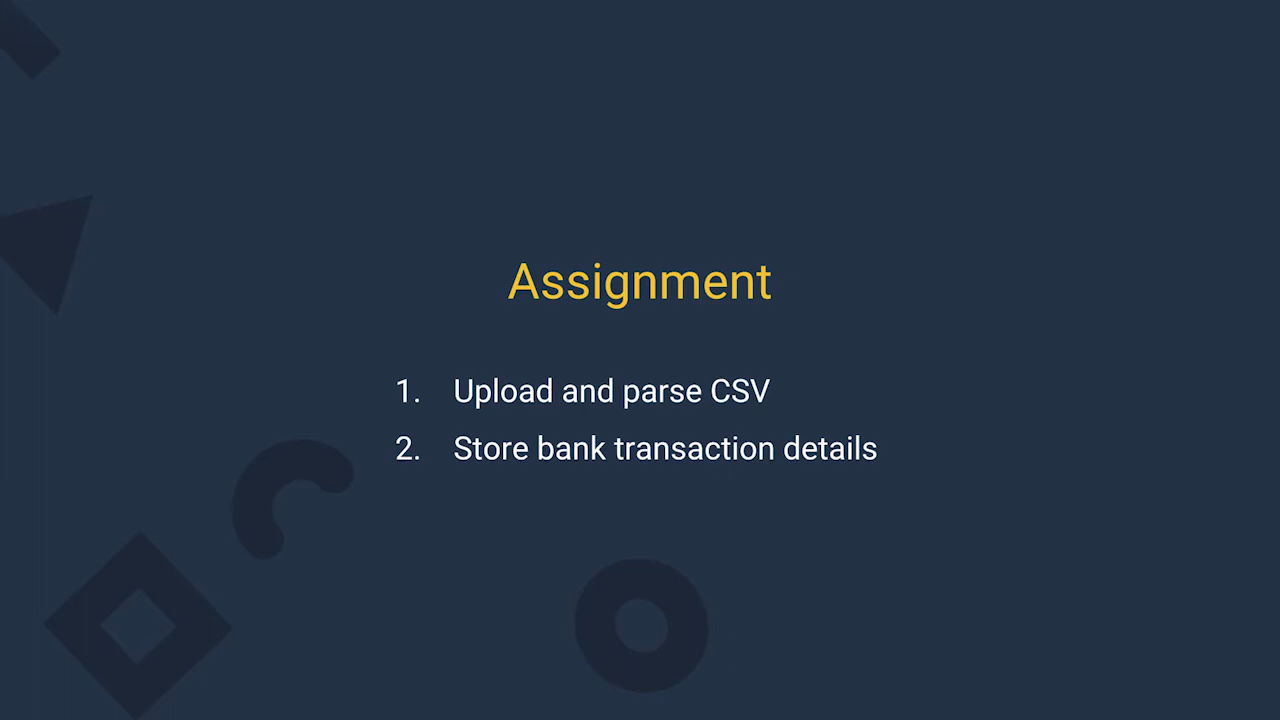 Assignment
1. Upload and parse CSV
2. Store bank transaction details